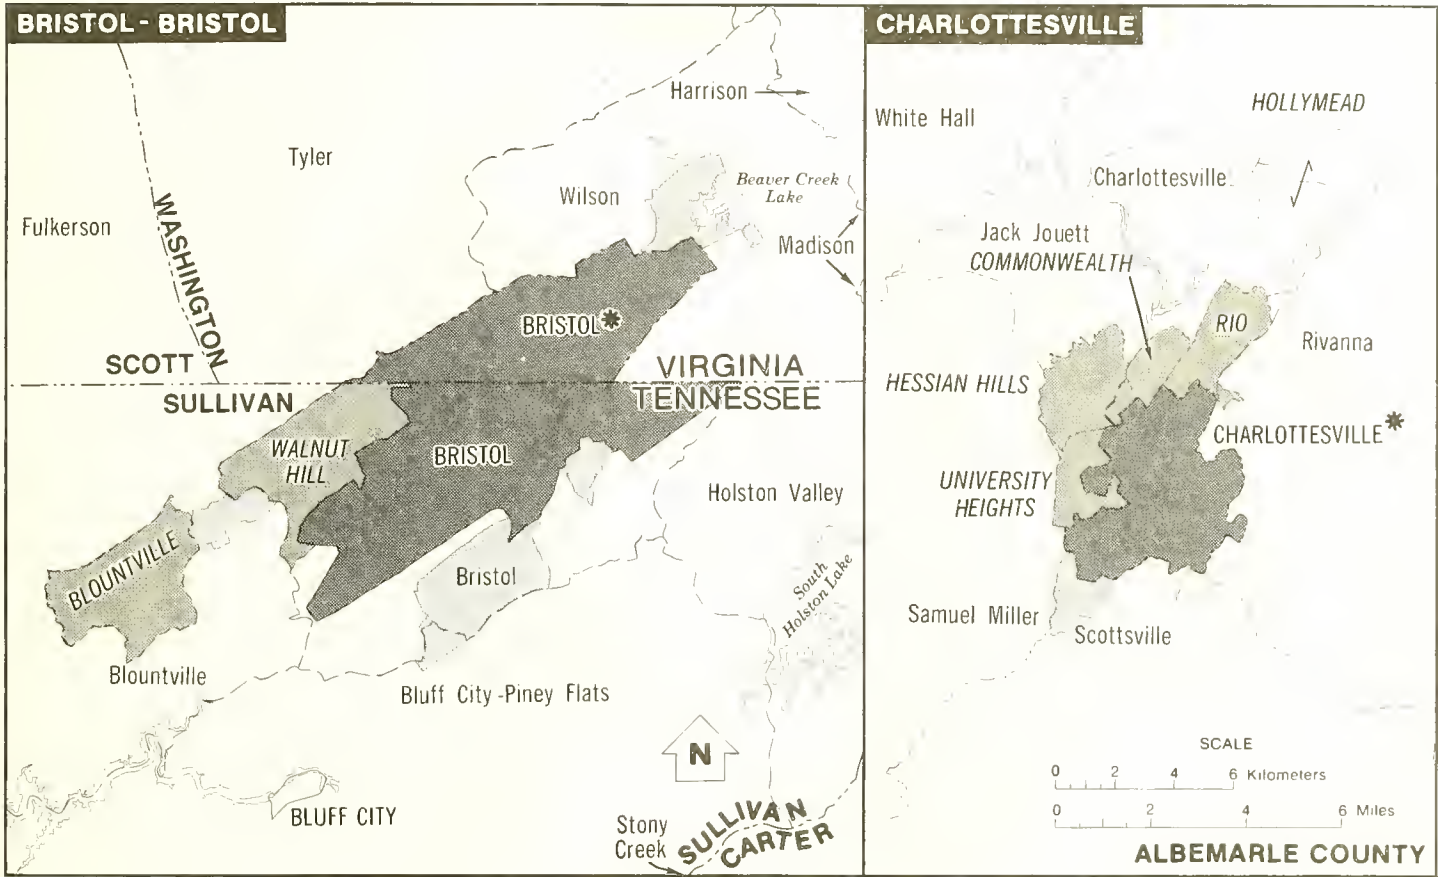 BRISTOL - BRISTOL
Harrison
Tyler
Wilson
Beaver Creek
Lake
Fulkerson
WASHINGTON
Madison
BRISTOL*
SCOTT
VIRGINIA
SULLIVAN
TENNESSEE
WALNUT
HILL
BRISTOL
Holston Valley
BLOUNTVILLE
Bristol
South
Holston Lake
Blountville
Bluff City-Piney Flats
N
BLUFF CITY
Stony
Creek
SULLIVAN
CARTER
CHARLOTTESVILLE
HOLLYMEAD
White Hall
Charlottesville
Jack Jouett
COMMONWEALTH
RIO
Rivanna
HESSIAN HILLS
CHARLOTTESVILLE*
UNIVERSITY
HEIGHTS
Samuel Miller
Scottsville
SCALE
0 2 4 6 Kilometers
0 2 4 6 Miles
ALBEMARLE COUNTY